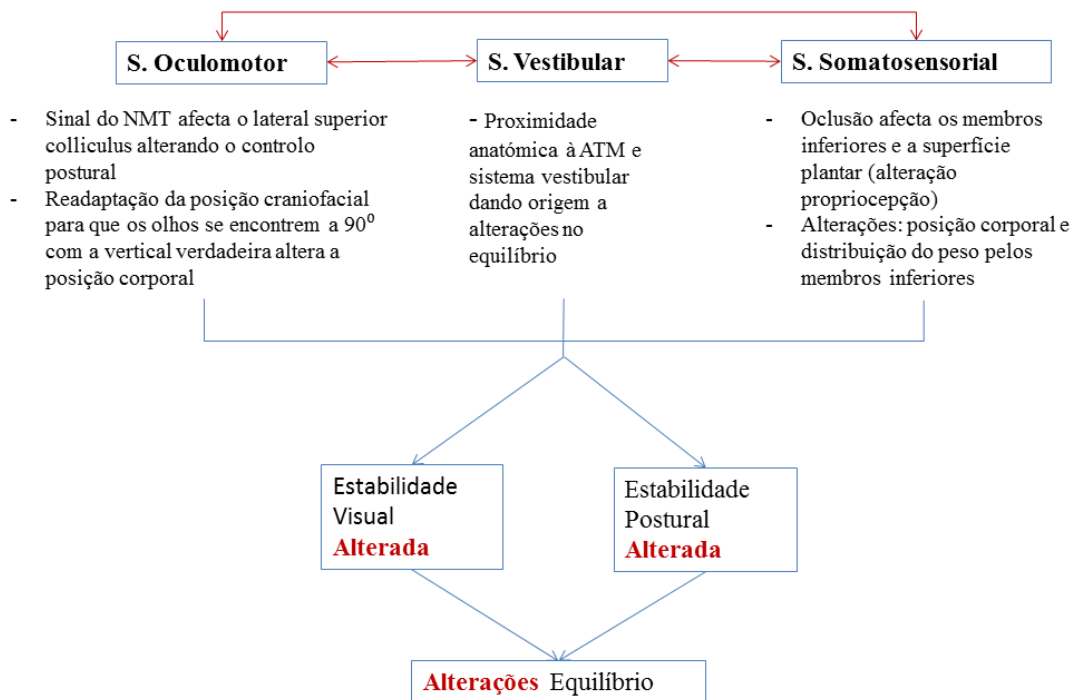 S. Oculomotor
S. Vestibular
S. Somatosensorial
- Sinal do NMT afecta o lateral superior
colliculus alterando o controlo
postural
- Readaptação da posição craniofacial
para que os olhos se encontrem a 90⁰
com a vertical verdadeira altera a
posição corporal
- Proximidade
anatómica à ATM e
sistema vestibular
dando origem a
alterações no
equilíbrio
- Oclusão afecta os membros
inferiores e a superfície
plantar (alteração
propriocepção)
- Alterações: posição corporal e
distribuição do peso pelos
membros inferiores
Estabilidade
Visual
Alterada
Estabilidade
Postural
Alterada
Alterações Equilíbrio